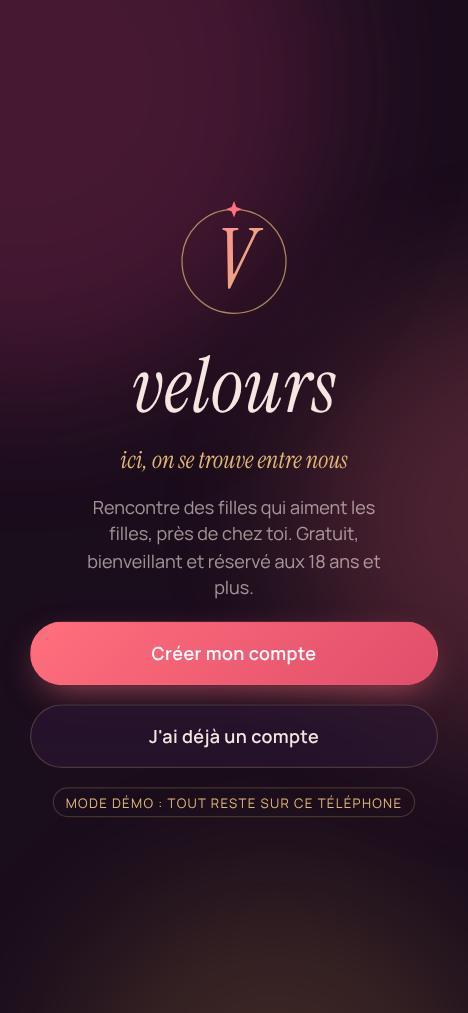 V
velours
ici, on se trouve entre nous
Rencontre des filles qui aiment les
filles, près de chez toi. Gratuit,
bienveillant et réservé aux 18 ans et
plus.
Créer mon compte
J'ai déjà un compte
MODE DÉMO : TOUT RESTE SUR CE TÉLÉPHONE